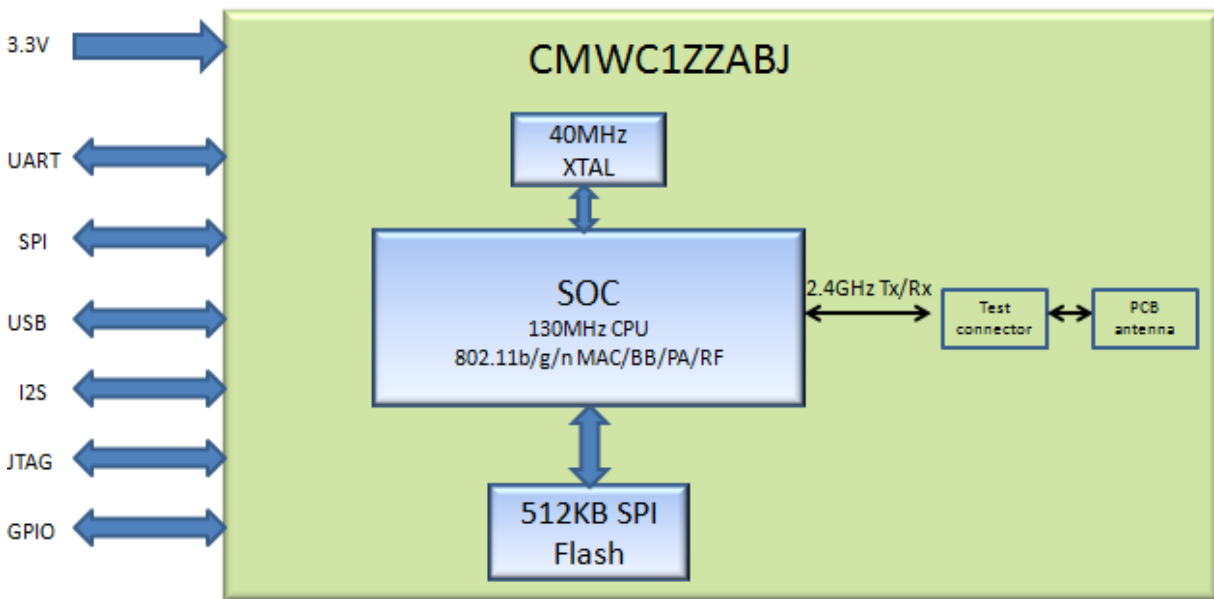 3.3V
CMWC1ZZABJ
40MHz
XTAL
UART
SPI
SOC
130MHz CPU
802.11b/g/n MAC/BB/PA/RF
2.4GHz Tx/Rx
Test
connector
PCB
antenna
USB
I2S
JTAG
512KB SPI
Flash
GPIO